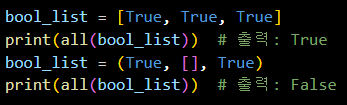 bool_list = [True, True, True]
print(all(bool_list))  # 출력: True
bool_list = (True, [], True)
print(all(bool_list))  # 출력: False